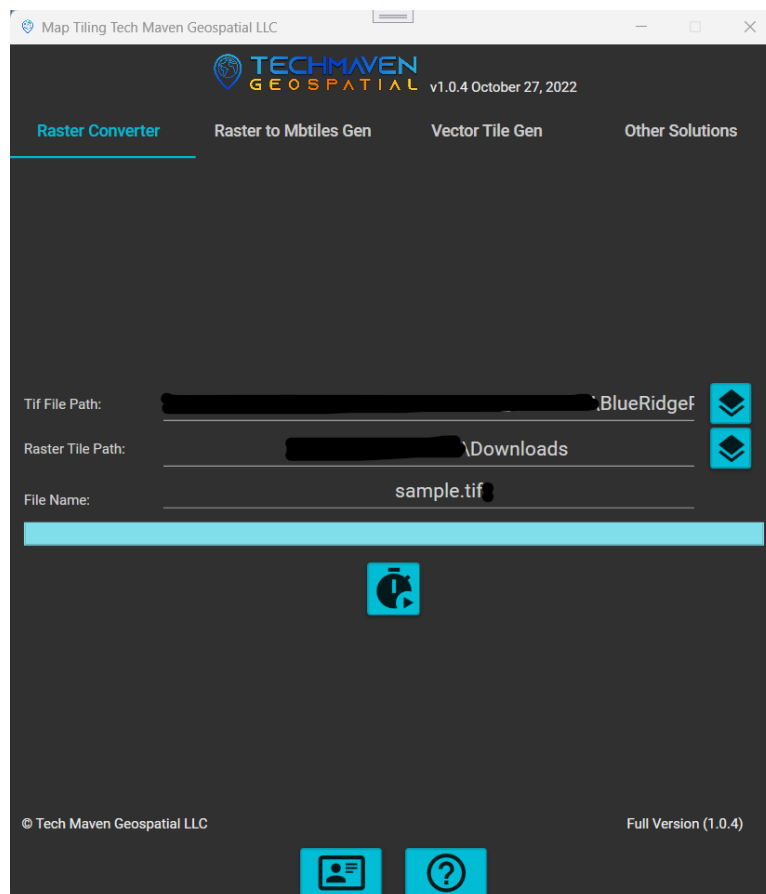 Map Tiling Tech Maven Geospatial LLC
TECHMAVEN
GEOSPATIAL
v1.0.4 October 27, 2022
Raster Converter Raster to Mbtiles Gen Vector Tile Gen Other Solutions
Tif File Path: \BlueRidgeF
Raster Tile Path: \Downloads
File Name: sample.tif
© Tech Maven Geospatial LLC Full Version (1.0.4)